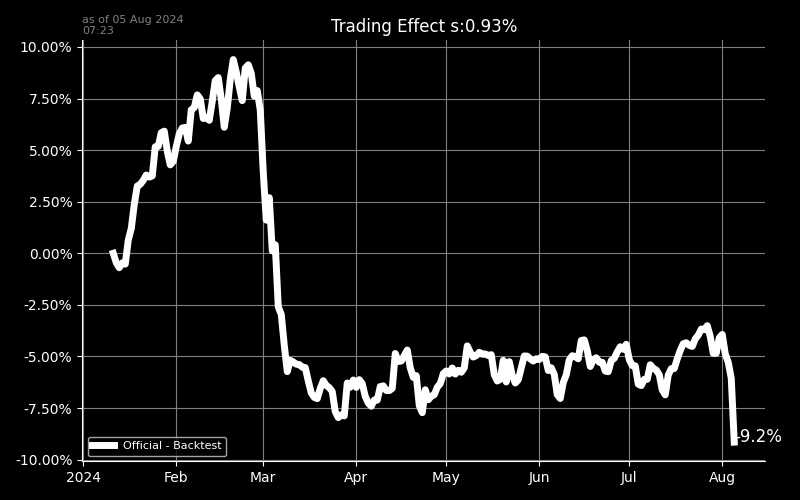 as of 05 Aug 2024
07:23
Trading Effect s:0.93%
10.00%
7.50%
5.00%
2.50%
0.00%
-2.50%
-5.00%
-7.50%
-10.00%
-9.2%
Official - Backtest
2024 Feb Mar Apr May Jun Jul Aug